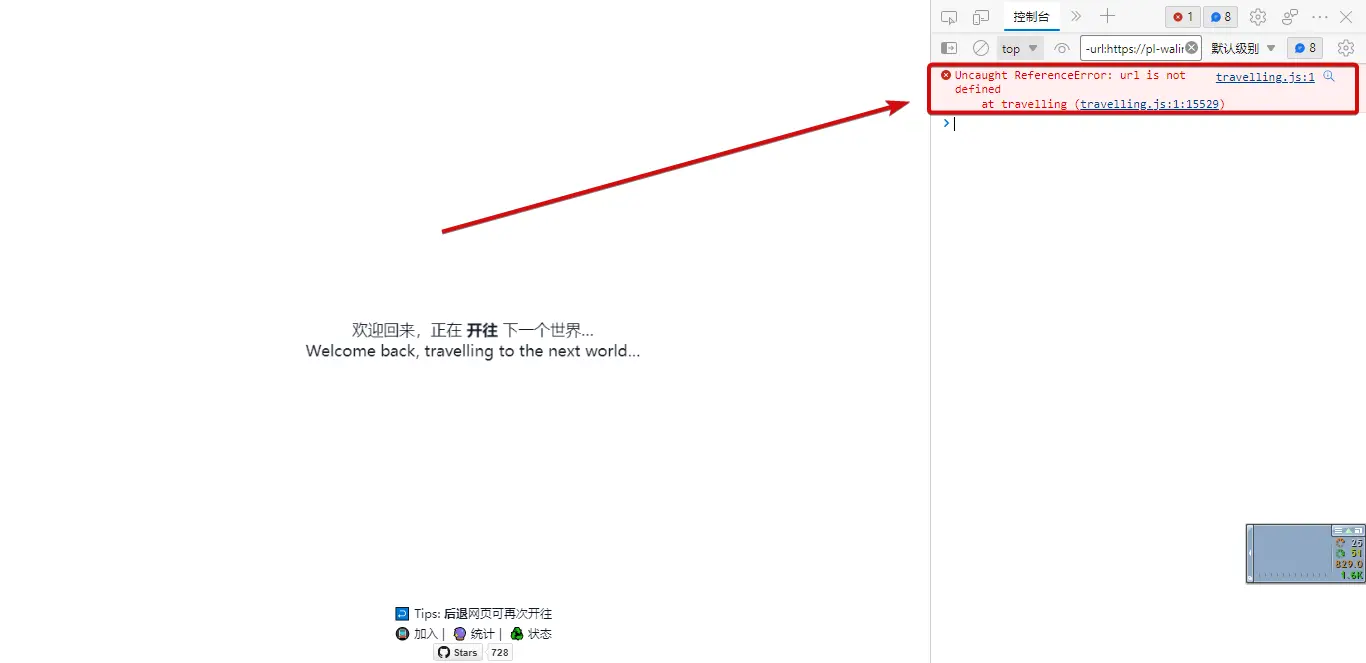 控制台
1
8
top
-url:https://pl-walir
默认级别
8
Uncaught ReferenceError: url is not travelling.js:1
defined
at travelling (travelling.js:1:15529)
欢迎回来，正在 开往 下一个世界...
Welcome back, travelling to the next world...
25
51
829.0
1.6K
Tips: 后退网页可再次开往
加入 | 统计 | 状态
Stars 728